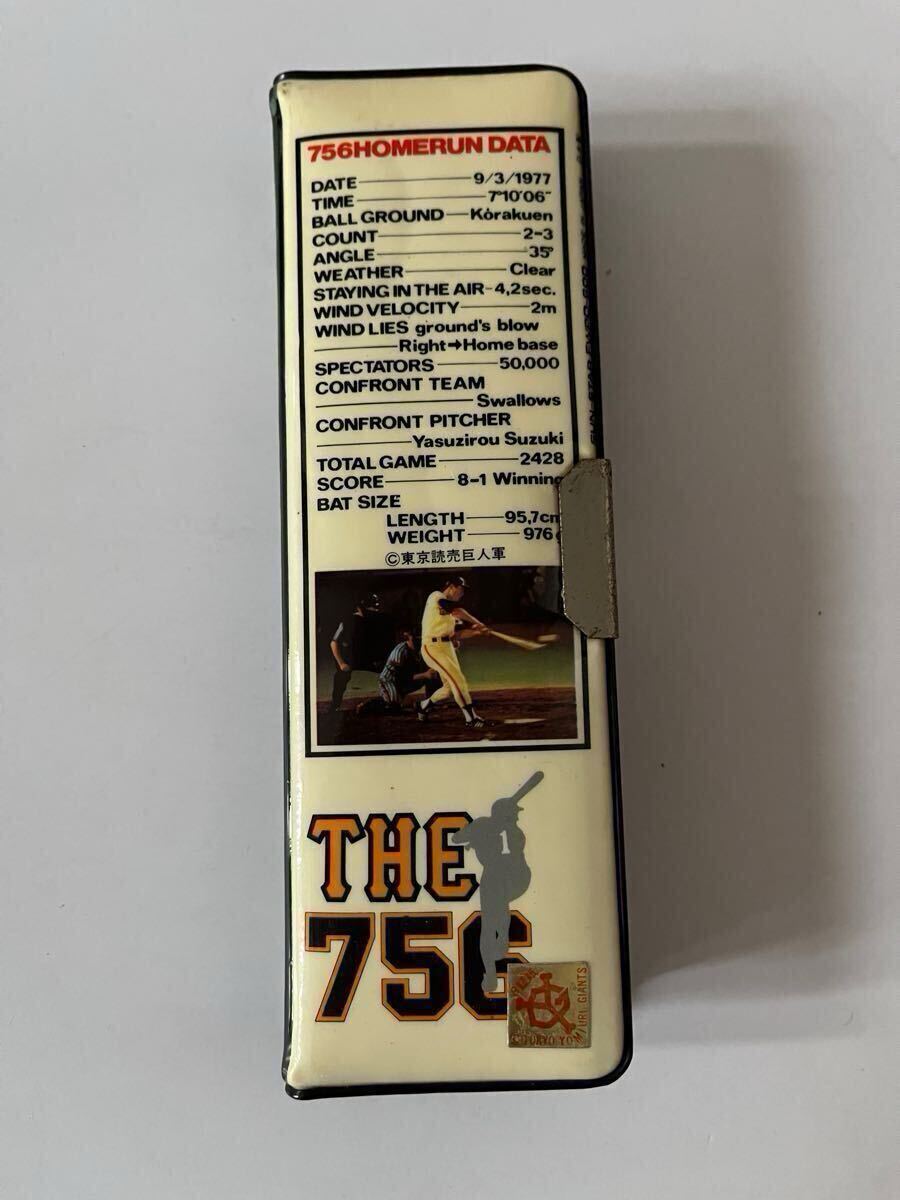 756HOMERUN DATA
DATE 9/3/1977
TIME 7°10′06″
BALL GROUND Kórakuen
COUNT 2-3
ANGLE 35°
WEATHER Clear
STAYING IN THE AIR-4,2sec.
WIND VELOCITY 2m
WIND LIES ground's blow
Right→Home base
SPECTATORS 50,000
CONFRONT TEAM
Swallows
CONFRONT PITCHER
Yasuzirou Suzuki
TOTAL GAME 2428
SCORE 8-1 Winning
BAT SIZE
LENGTH 95,7cm
WEIGHT 976
©東京読売巨人軍
THE
1
756
GIANTS